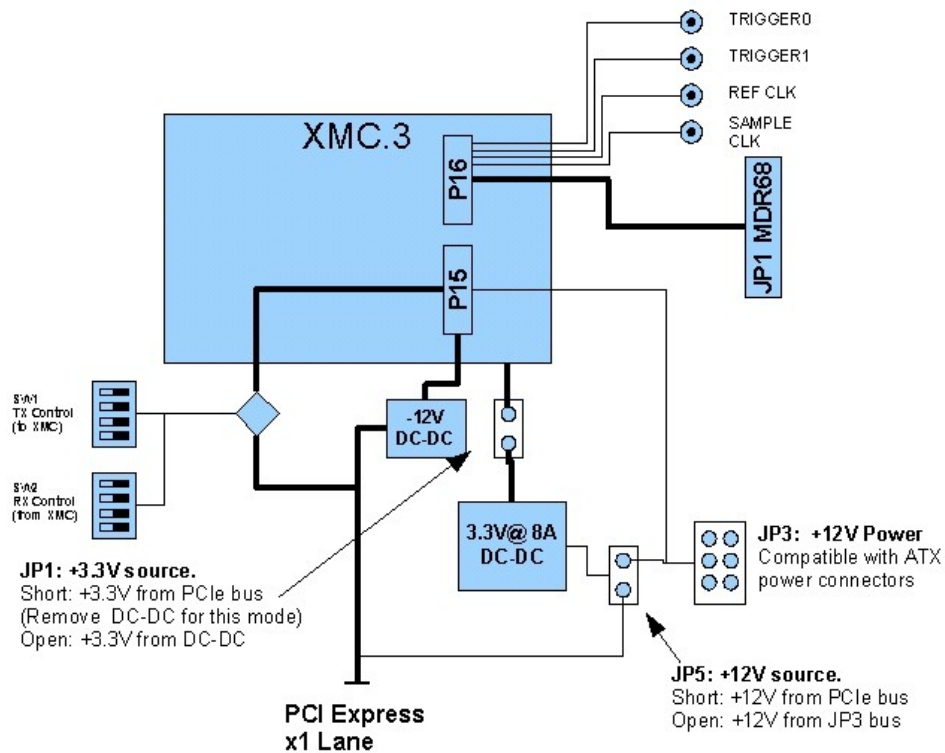 TRIGGER0
TRIGGER1
REF CLK
SAMPLE
CLK
XMC.3
P16
JP1 MDR68
P15
SW1
TX Control
(to XMC)
-12V
DC-DC
SW2
RX Control
(from XMC)
3.3V@ 8A
DC-DC
JP3: +12V Power
Compatible with ATX
power connectors
JP1: +3.3V source.
Short: +3.3V from PCIe bus
(Remove DC-DC for this mode)
Open: +3.3V from DC-DC
JP5: +12V source.
Short: +12V from PCIe bus
Open: +12V from JP3 bus
PCI Express
x1 Lane